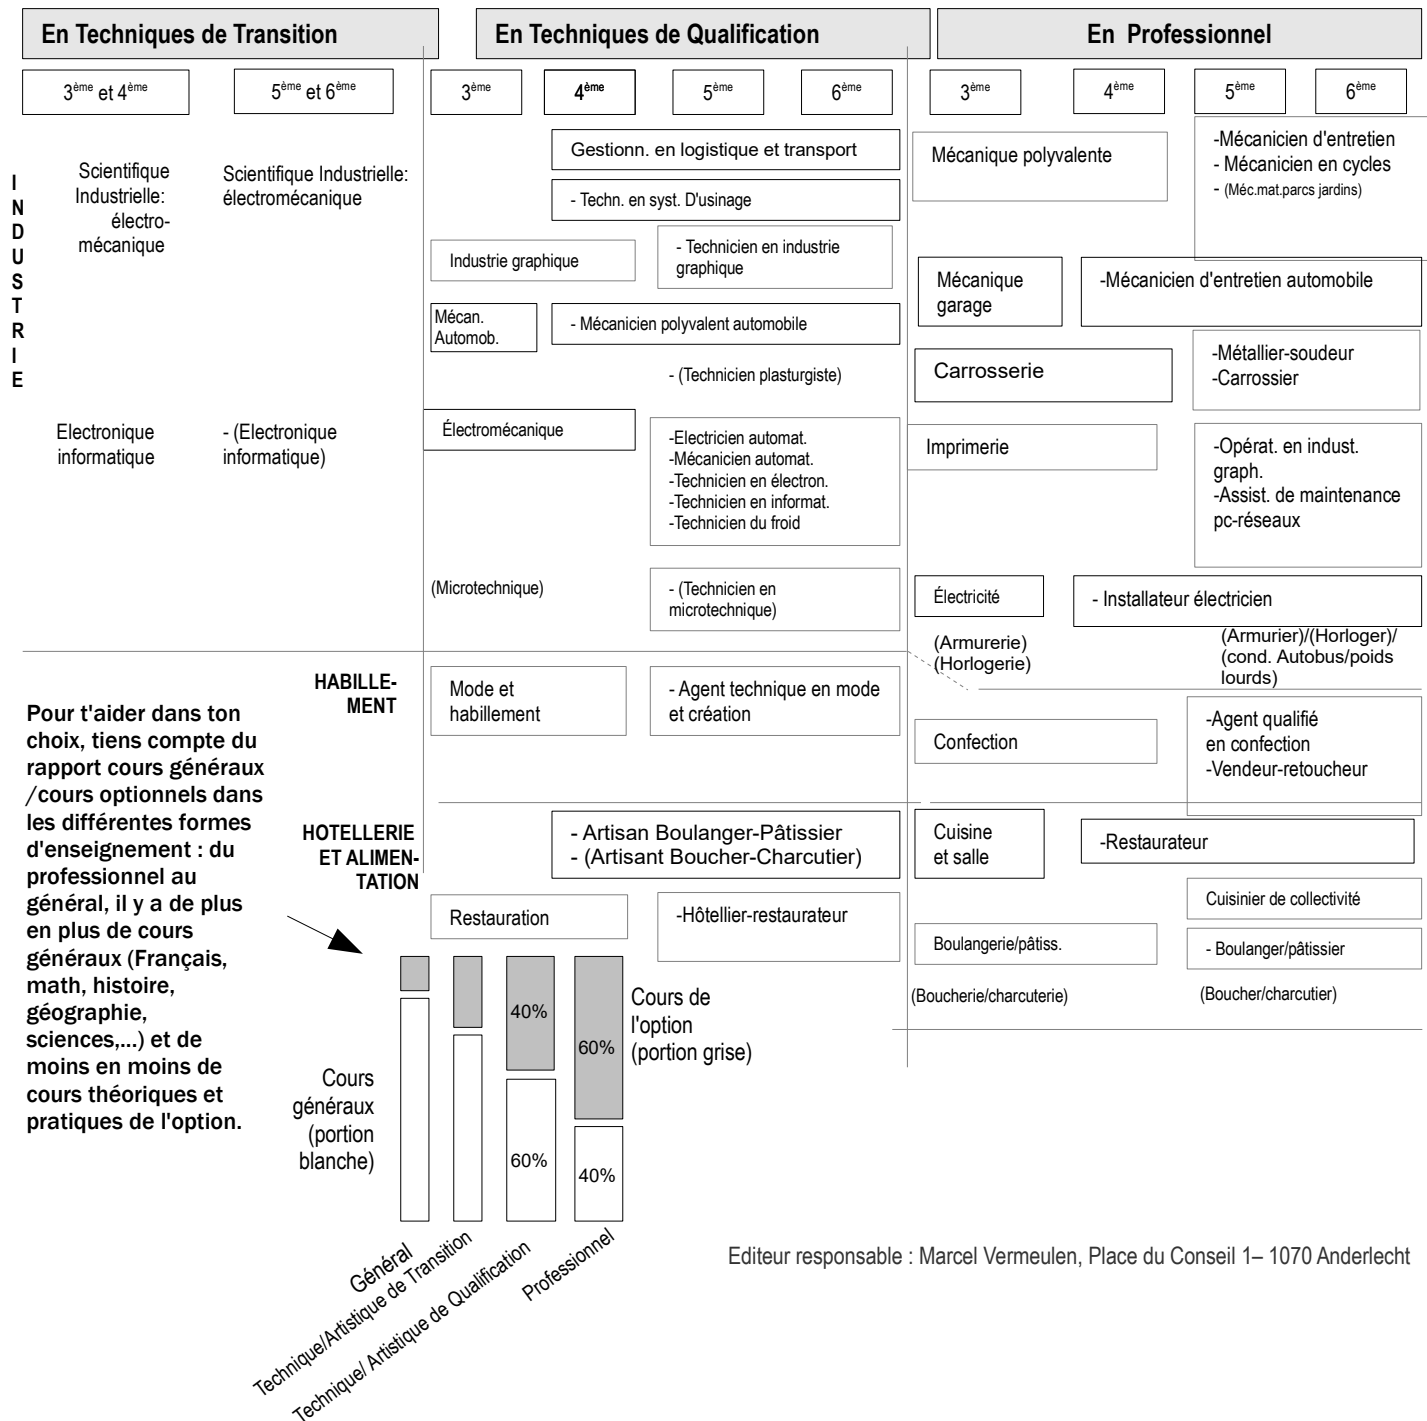 En Techniques de Transition
En Techniques de Qualification
En Professionnel
3ème et 4ème
5ème et 6ème
3ème
4ème
5ème
6ème
3ème
4ème
5ème
6ème
INDUSTRIE
Scientifique
Industrielle:
électro-
mécanique
Scientifique Industrielle:
électromécanique
Electronique
informatique
- (Electronique
informatique)
Gestionn. en logistique et transport
- Techn. en syst. D'usinage
Industrie graphique
- Technicien en industrie
graphique
Mécan.
Automob.
- Mécanicien polyvalent automobile
- (Technicien plasturgiste)
Électromécanique
-Electricien automat.
-Mécanicien automat.
-Technicien en électron.
-Technicien en informat.
-Technicien du froid
(Microtechnique)
- (Technicien en
microtechnique)
Mécanique polyvalente
-Mécanicien d'entretien
- Mécanicien en cycles
- (Méc.mat.parcs jardins)
Mécanique
garage
-Mécanicien d'entretien automobile
Carrosserie
-Métallier-soudeur
-Carrossier
Imprimerie
-Opérat. en indust.
graph.
-Assist. de maintenance
pc-réseaux
Électricité
- Installateur électricien
(Armurerie)
(Horlogerie)
(Armurier)/(Horloger)/
(cond. Autobus/poids
lourds)
HABILLE-
MENT
Mode et
habillement
- Agent technique en mode
et création
Confection
-Agent qualifié
en confection
-Vendeur-retoucheur
HOTELLERIE
ET ALIMEN-
TATION
- Artisan Boulanger-Pâtissier
- (Artisant Boucher-Charcutier)
Restauration
-Hôtellier-restaurateur
Cuisine
et salle
-Restaurateur
Cuisinier de collectivité
Boulangerie/pâtiss.
- Boulanger/pâtissier
(Boucherie/charcuterie)
(Boucher/charcutier)
Pour t'aider dans ton
choix, tiens compte du
rapport cours généraux
/cours optionnels dans
les différentes formes
d'enseignement : du
professionnel au
général, il y a de plus
en plus de cours
généraux (Français,
math, histoire,
géographie,
sciences,...) et de
moins en moins de
cours théoriques et
pratiques de l'option.
Cours de
l'option
(portion grise)
Cours
généraux
(portion
blanche)
40%
60%
60%
40%
Général
Technique/Artistique de Transition
Technique/ Artistique de Qualification
Professionnel
Editeur responsable : Marcel Vermeulen, Place du Conseil 1– 1070 Anderlecht